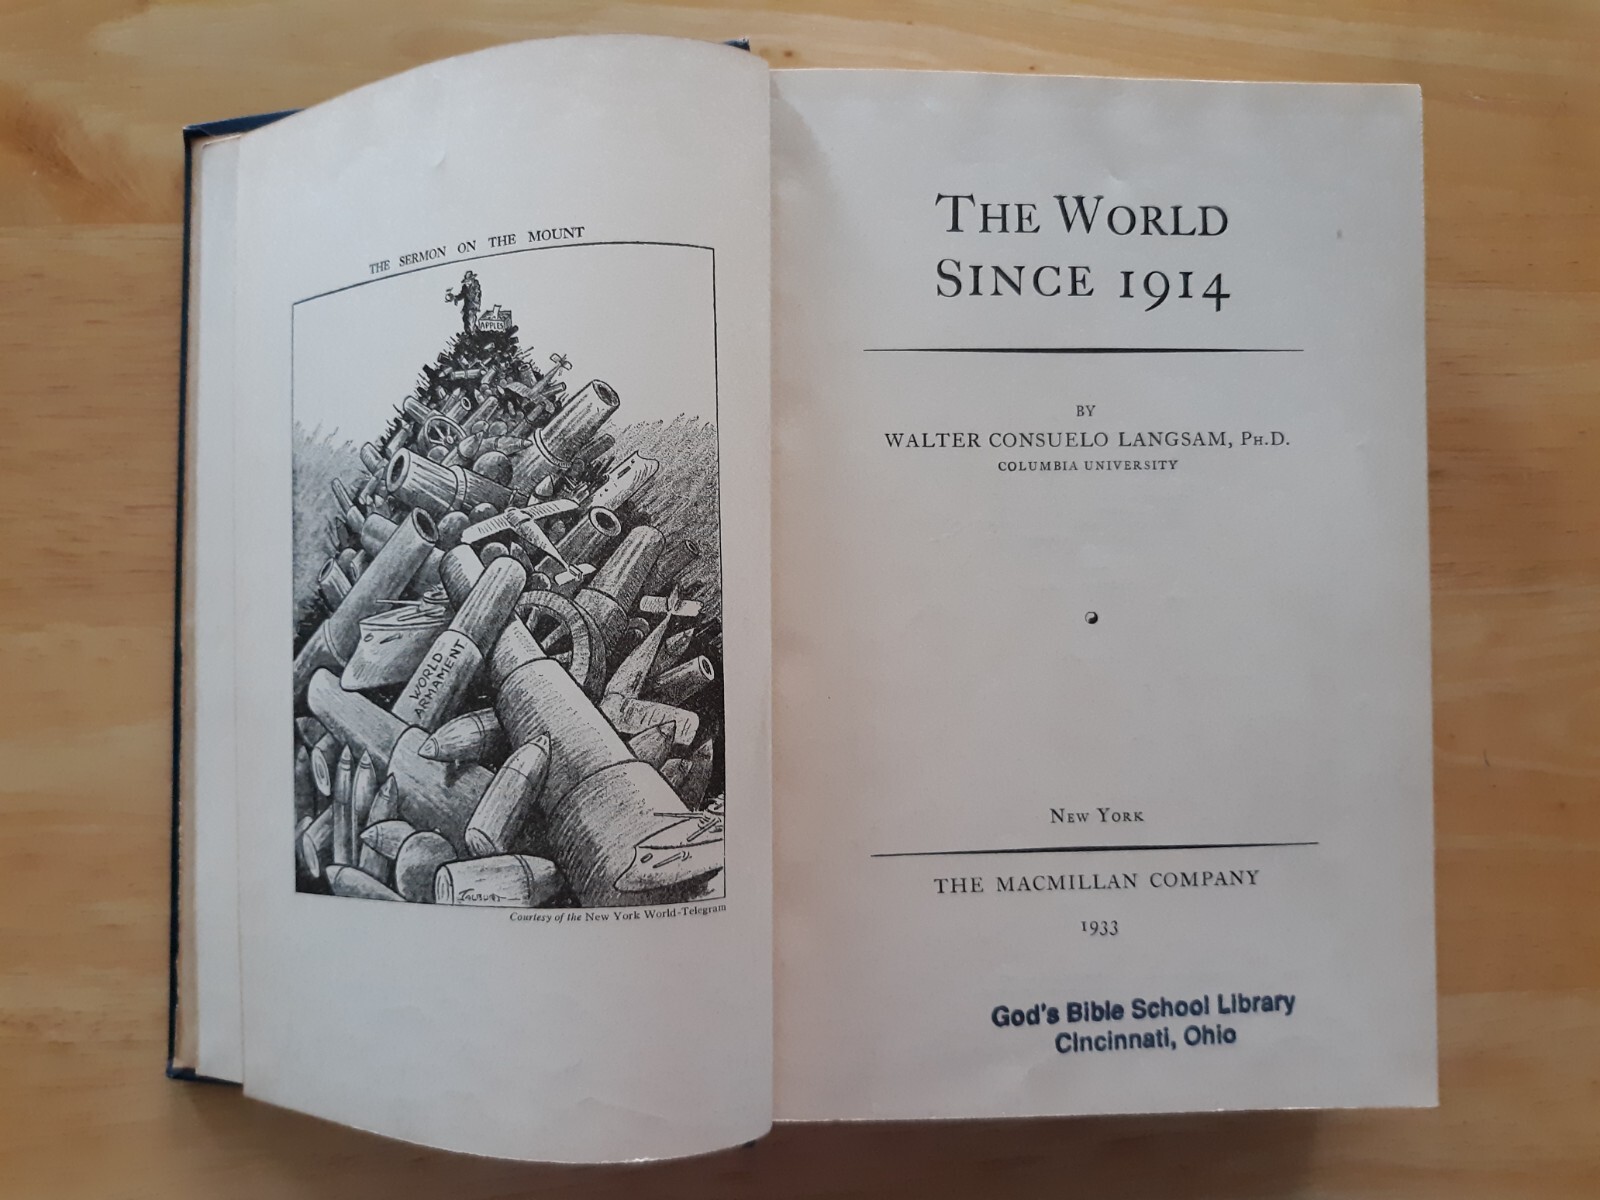 THE SERMON ON THE MOUNT
APPLES
WORLD
ARMAMENT
TALBURT
Courtesy of the New York World-Telegram
THE WORLD
SINCE 1914
BY
WALTER CONSUELO LANGSAM, PH.D.
COLUMBIA UNIVERSITY
NEW YORK
THE MACMILLAN COMPANY
1933
God's Bible School Library
Cincinnati, Ohio